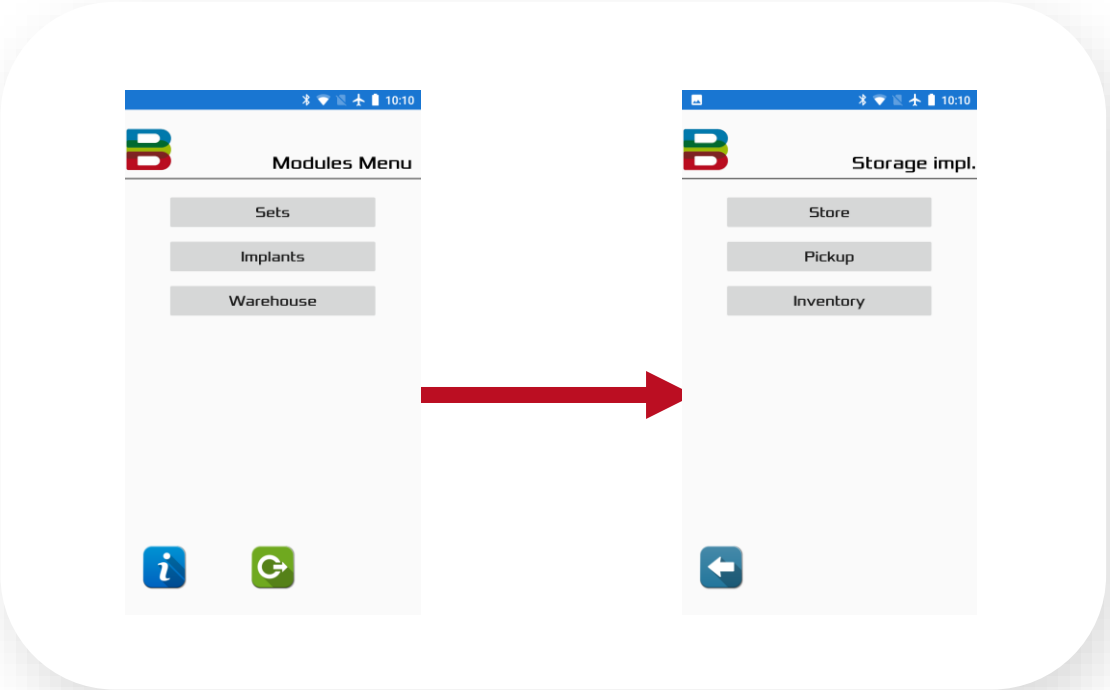 10:10
Modules Menu
Sets
Implants
Warehouse
10:10
Storage impl.
Store
Pickup
Inventory